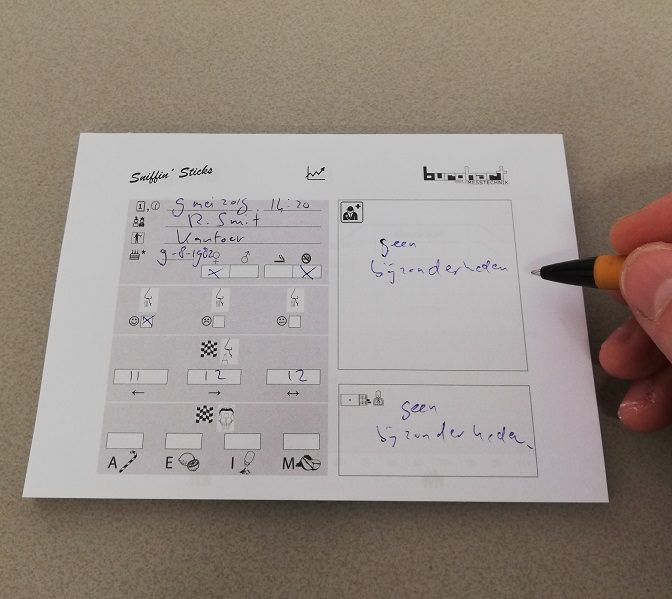 Sniffin' Sticks
burghart
MESSTECHNIK
9 mei 2018 14:20
R. Smit
Kantoor
9-8-1982
♀ ♂
x x
x
11 12 12
← → ↔
A E I M
geen
bijzonderheden
geen
bijzonderheden